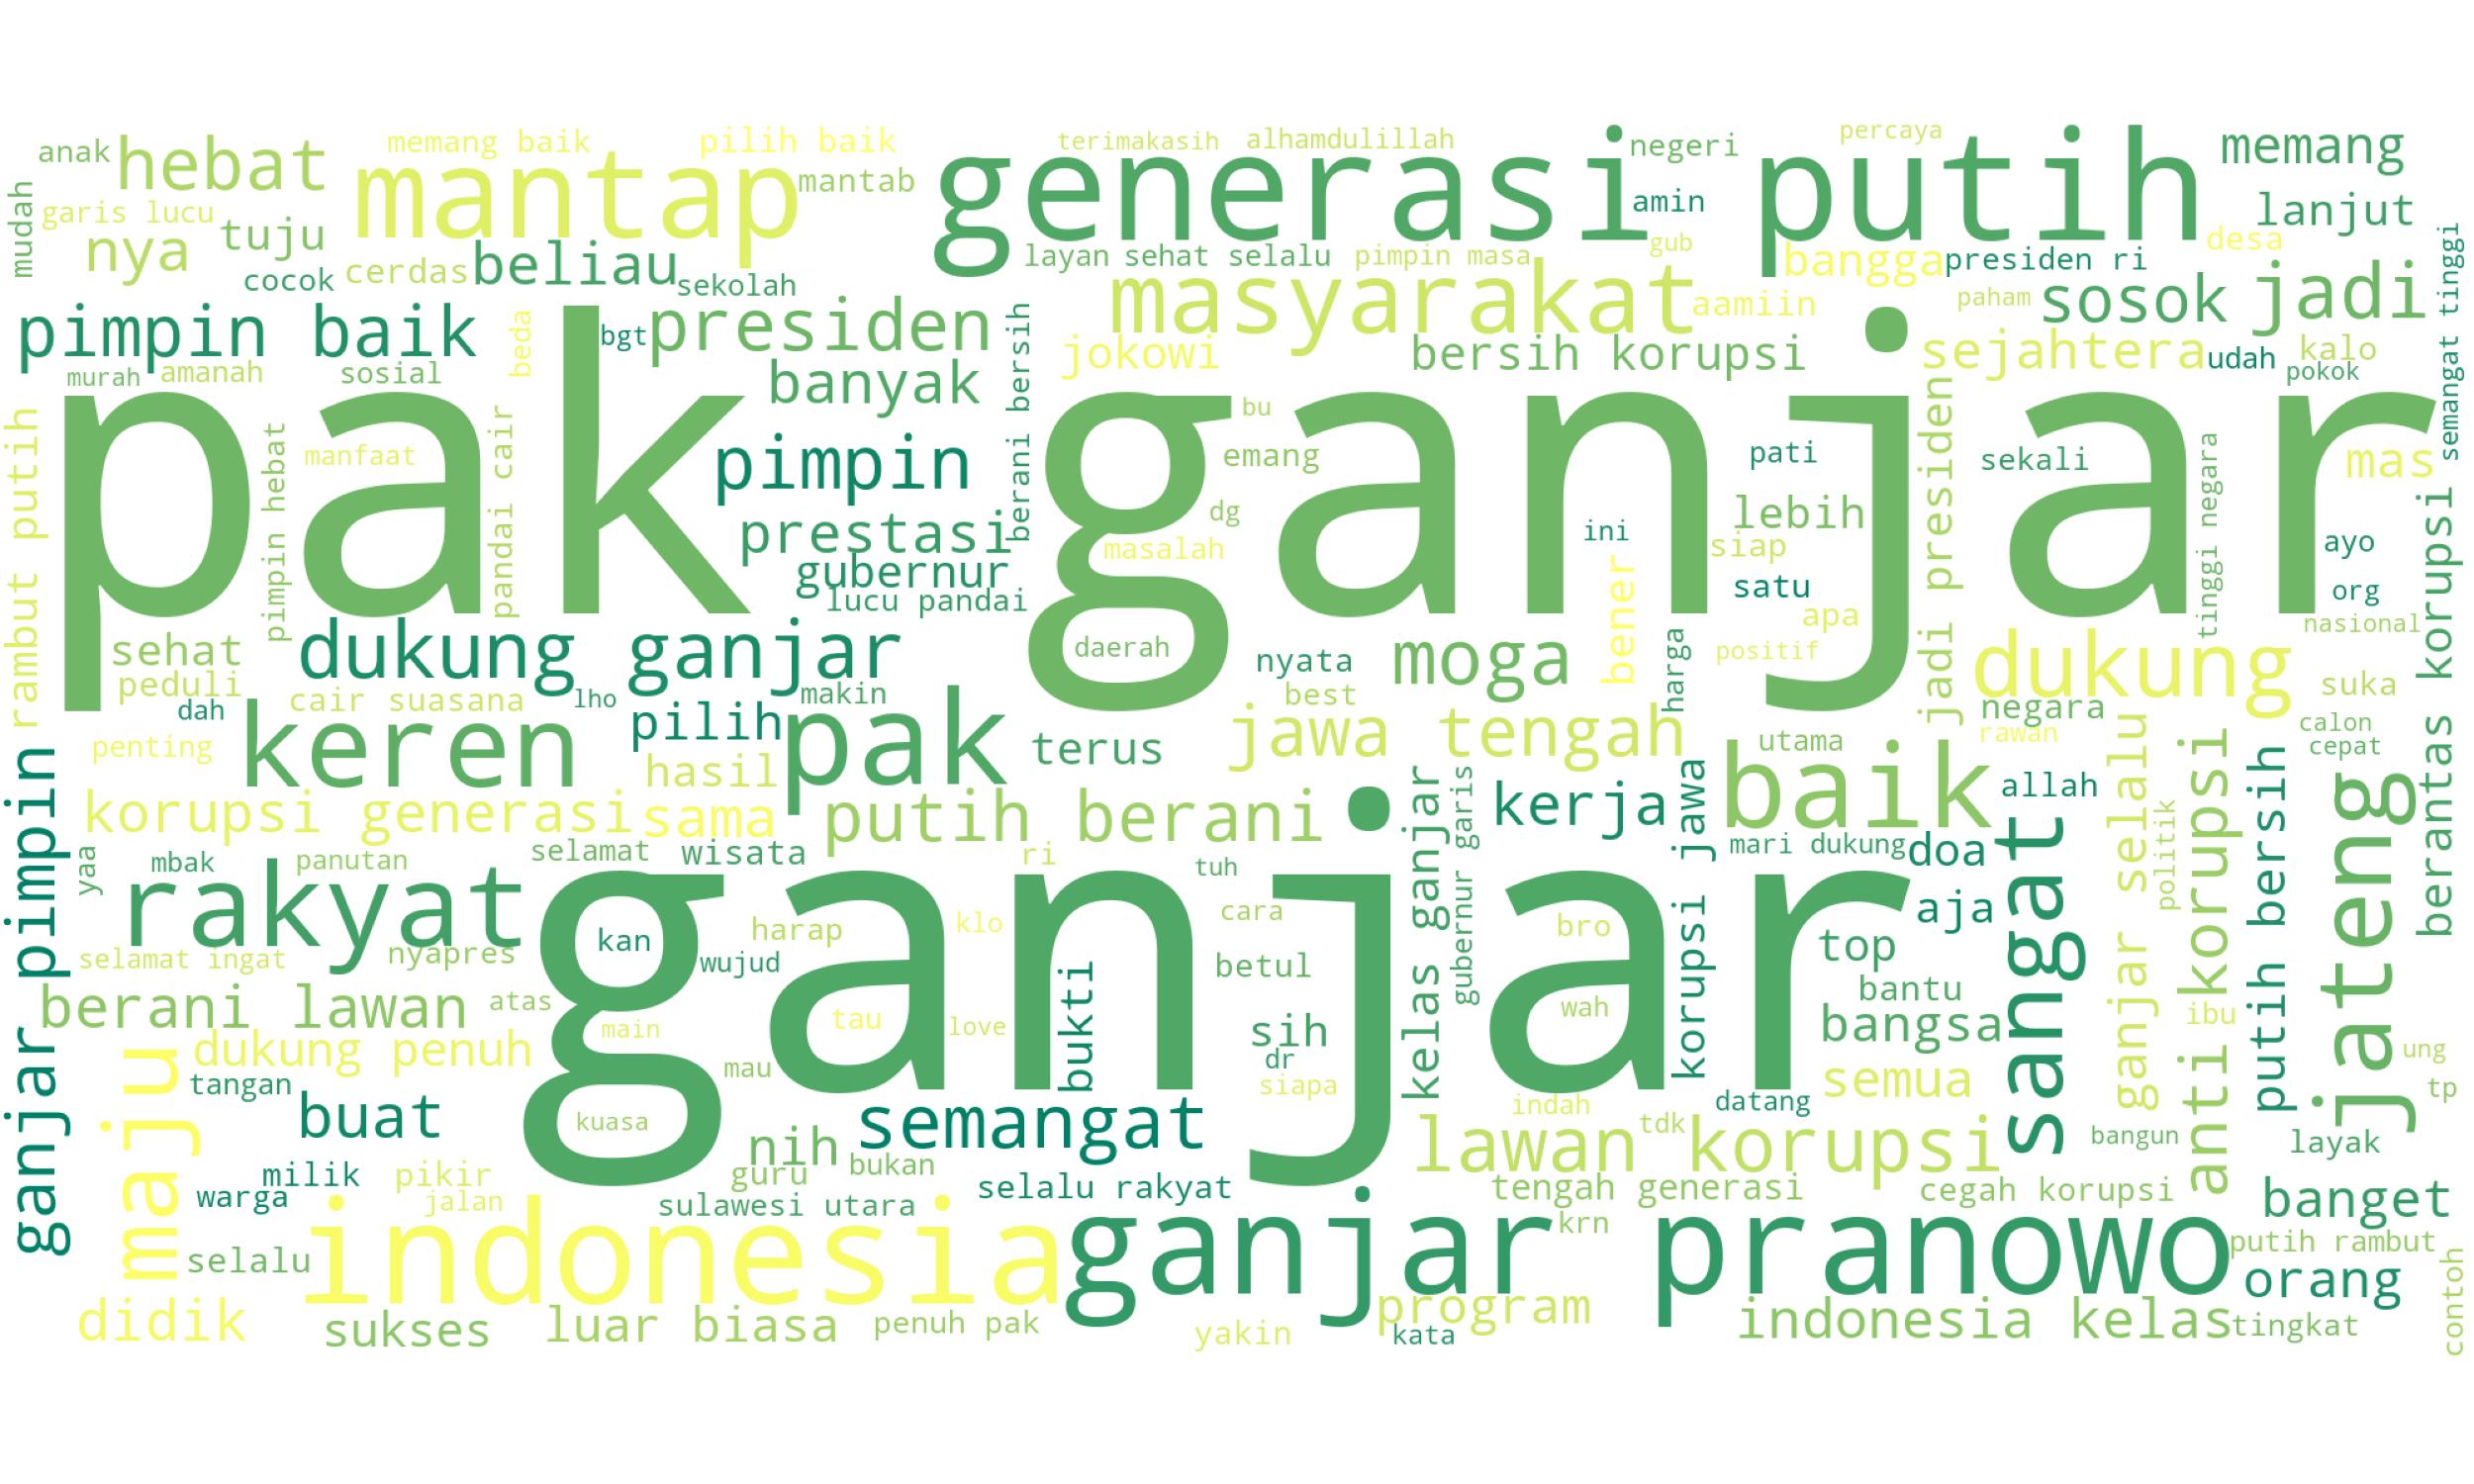 anak
hebat
memang baik
pilih baik
mantap
mantab
terimakasih
alhamdulillah
generasi putih
negeri
percaya
memang
mudah
garis lucu
nya
tuju
cocok
cerdas
beliau
sekolah
layan
sehat selalu
pimpin masa
gub
amin
bangga
presiden ri
desa
lanjut
semangat tinggi
pimpin baik
beda
bgt
presiden
berani bersih
masyarakat
aamiin
paham
sosok
jadi
murah
amanah
sosial
banyak
jokowi
bersih korupsi
sejahtera
udah
kalo
pokok
rambut putih
pak ganjar
pimpin hebat
manfaat
pandai cair
pimpin
bu
emang
dg
pati
jadi presiden
sekali
tinggi negara
mas
prestasi
masalah
ini
lebih
siap
ayo
gubernur
lucu pandai
bener
satu
apa
org
nasional
berantas korupsi
sehat
peduli
dukung ganjar
daerah
nyata
moga
harga
positif
dukung
dah
cair suasana
lho
makin
best
suka
penting
keren
pilih
pak
terus
jawa tengah
negara
utama
rawan
calon
cepat
ganjar pimpin
hasil
korupsi generasi
sama
putih berani
kelas ganjar
gubernur garis
kerja
korupsi jawa
baik
allah
ganjar selalu
politik
anti korupsi
putih bersih
jateng
yaa
mbak
panutan
selamat
wisata
ri
tuh
mari dukung
doa
sangat
rakyat
ganjar
selamat ingat
nyapres
kan
wujud
harap
klo
cara
betul
bro
top
aja
berani lawan
atas
main
tau
love
bukti
sih
dr
wah
bantu
bangsa
ibu
maju
dukung penuh
mau
siapa
semua
ung
tangan
buat
kuasa
nih
semangat
indah
datang
tp
lawan korupsi
tdk
bangun
layak
milik
warga
pikir
jalan
guru
bukan
sulawesi utara
selalu rakyat
tengah generasi
cegah korupsi
banget
selalu
indonesia
ganjar pranowo
krn
putih rambut
orang
didik
sukses
luar biasa
penuh pak
yakin
program
kata
indonesia kelas
tingkat
contoh